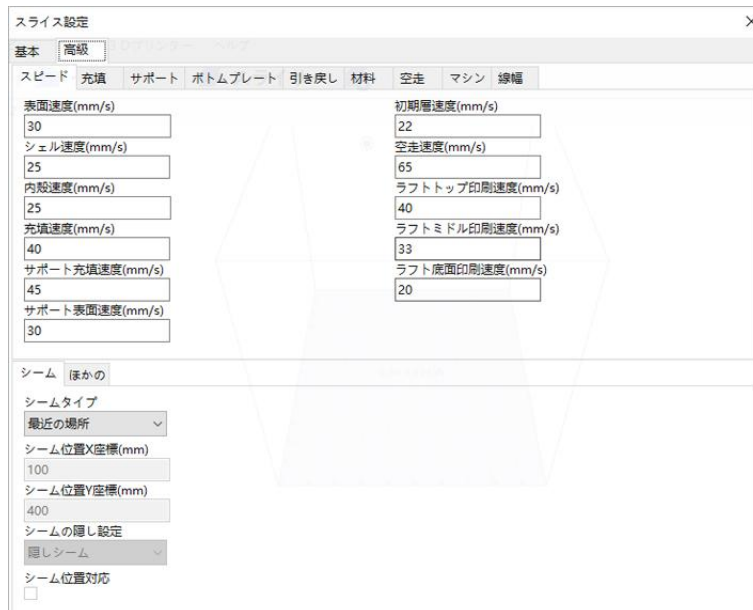 スライス設定
基本 高級
スピード 充填 サポート ボトムプレート 引き戻し 材料 空走 マシン 線幅
表面速度(mm/s)
30
シェル速度(mm/s)
25
内殻速度(mm/s)
25
充填速度(mm/s)
40
サポート充填速度(mm/s)
45
サポート表面速度(mm/s)
30
初期層速度(mm/s)
22
空走速度(mm/s)
65
ラフトトップ印刷速度(mm/s)
40
ラフトミドル印刷速度(mm/s)
33
ラフト底面印刷速度(mm/s)
20
シーム ほかの
シームタイプ
最近の場所
シーム位置X座標(mm)
100
シーム位置Y座標(mm)
400
シームの隠し設定
隠しシーム
シーム位置対応